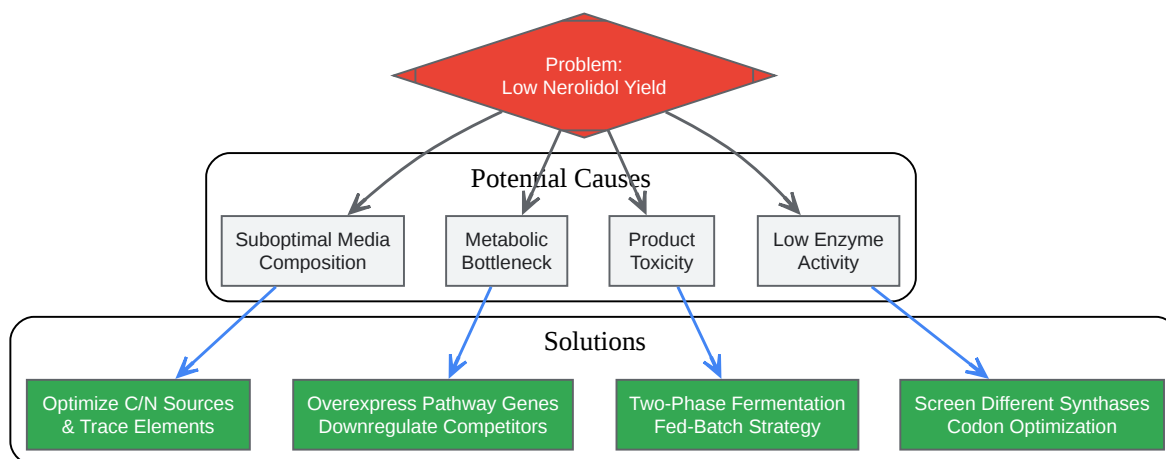 Problem:
Low Nerolidol Yield
Potential Causes
Suboptimal Media
Composition
Metabolic
Bottleneck
Product
Toxicity
Low Enzyme
Activity
Solutions
Optimize C/N Sources
& Trace Elements
Overexpress Pathway Genes
Downregulate Competitors
Two-Phase Fermentation
Fed-Batch Strategy
Screen Different Synthases
Codon Optimization